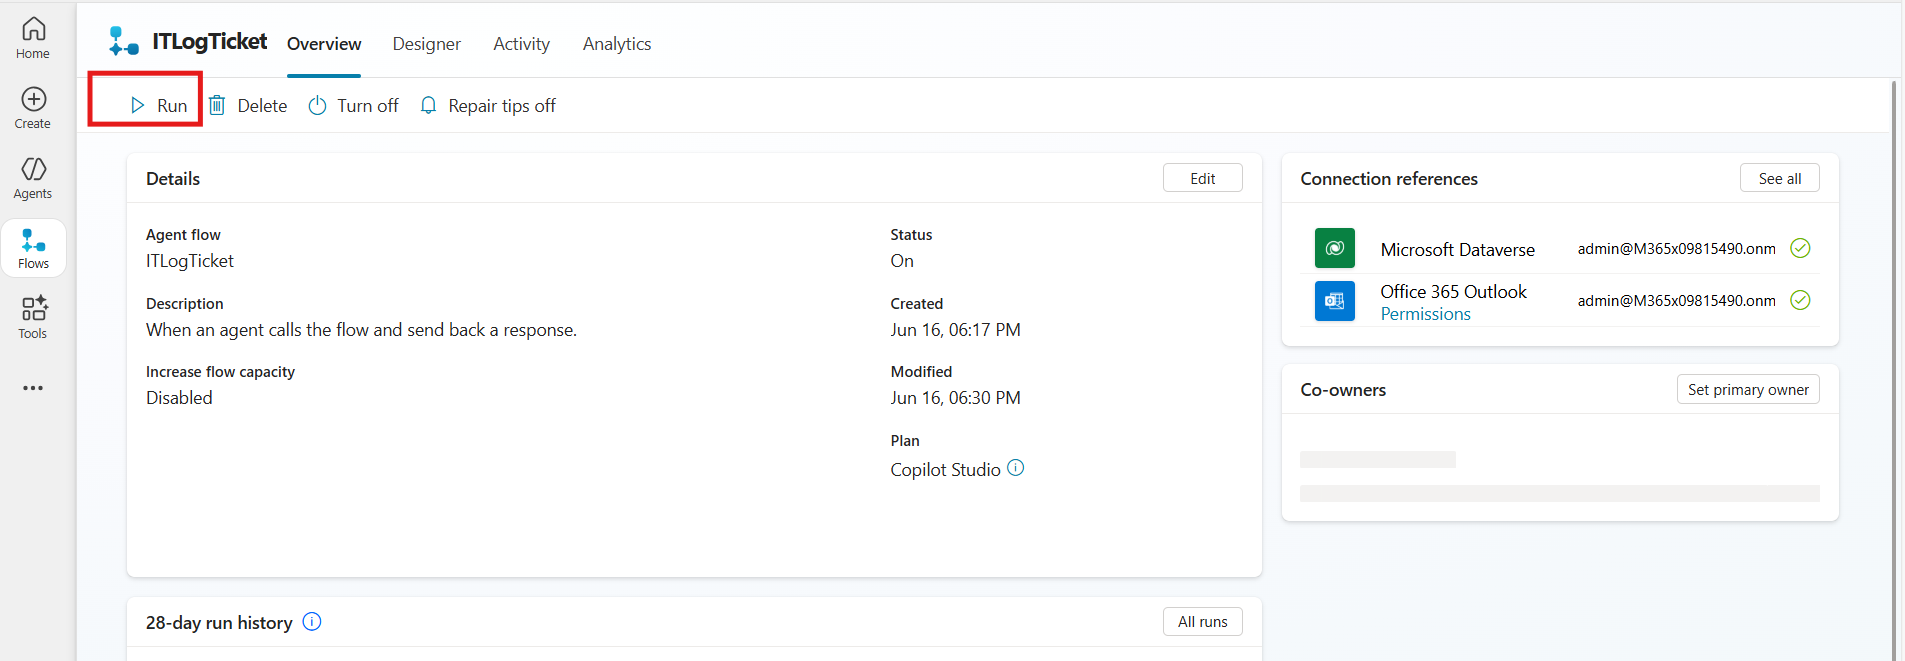 Home
Create
Agents
Flows
Tools
ITLogTicket Overview Designer Activity Analytics
Run Delete Turn off Repair tips off
Details Edit
Agent flow
ITLogTicket
Description
When an agent calls the flow and send back a response.
Increase flow capacity
Disabled
Status
On
Created
Jun 16, 06:17 PM
Modified
Jun 16, 06:30 PM
Plan
Copilot Studio
28-day run history All runs
Connection references See all
Microsoft Dataverse admin@M365x09815490.onm
Office 365 Outlook admin@M365x09815490.onm
Permissions
Co-owners Set primary owner